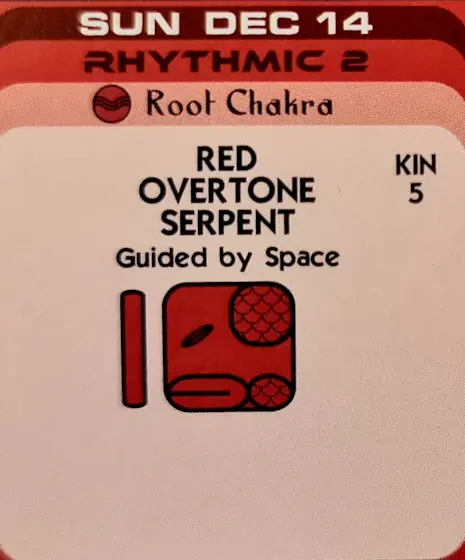 SUN DEC 14
RHYTHMIC 2
Root Chakra
RED
OVERTONE
SERPENT
KIN
5
Guided by Space